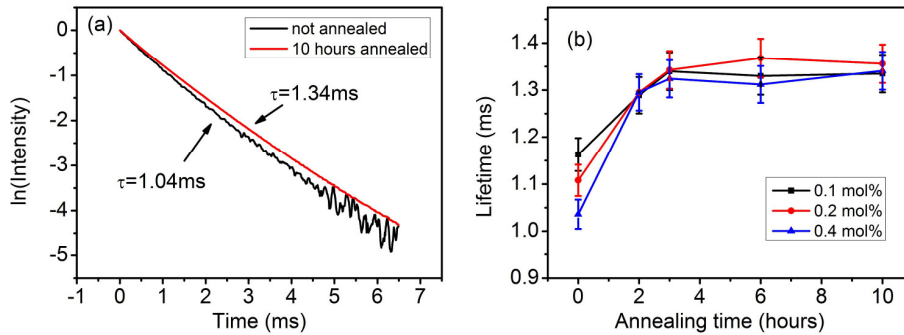 (a)
not annealed
10 hours annealed
τ=1.34ms
τ=1.04ms
ln(Intensity)
0
-1
-2
-3
-4
-5
-1 0 1 2 3 4 5 6 7
Time (ms)
(b)
Lifetime (ms)
1.4
1.3
1.2
1.1
1.0
0.9
0.1 mol%
0.2 mol%
0.4 mol%
0 2 4 6 8 10
Annealing time (hours)